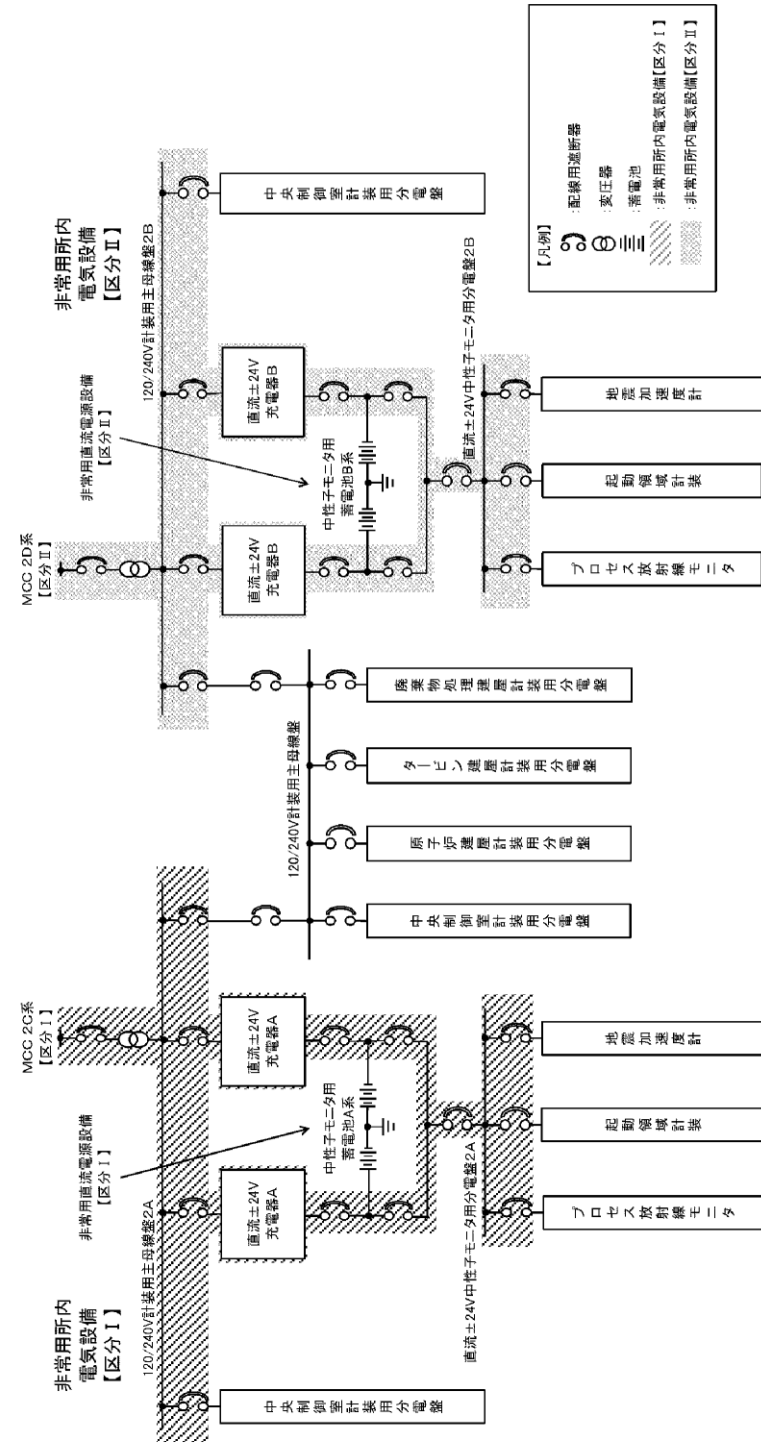 非常用所内
電気設備
【区分Ⅰ】
120/240V計装用主母線盤2A
非常用直流電源設備
【区分Ⅰ】
MCC 2C系
【区分Ⅰ】
中央制御室計装用分電盤
直流±24V
充電器A
直流±24V
充電器A
中性子モニタ用
蓄電池A系
直流±24V中性子モニタ用分電盤2A
プロセス放射線モニタ
起動領域計装
地震加速度計
120/240V計装用主母線盤
中央制御室計装用分電盤
原子炉建屋計装用分電盤
タービン建屋計装用分電盤
廃棄物処理建屋計装用分電盤
MCC 2D系
【区分Ⅱ】
非常用直流電源設備
【区分Ⅱ】
120/240V計装用主母線盤2B
非常用所内
電気設備
【区分Ⅱ】
直流±24V
充電器B
直流±24V
充電器B
中性子モニタ用
蓄電池B系
中央制御室計装用分電盤
直流±24V中性子モニタ用分電盤2B
プロセス放射線モニタ
起動領域計装
地震加速度計
【凡例】
:配線用遮断器
:変圧器
:蓄電池
:非常用所内電気設備[区分Ⅰ]
:非常用所内電気設備[区分Ⅱ]